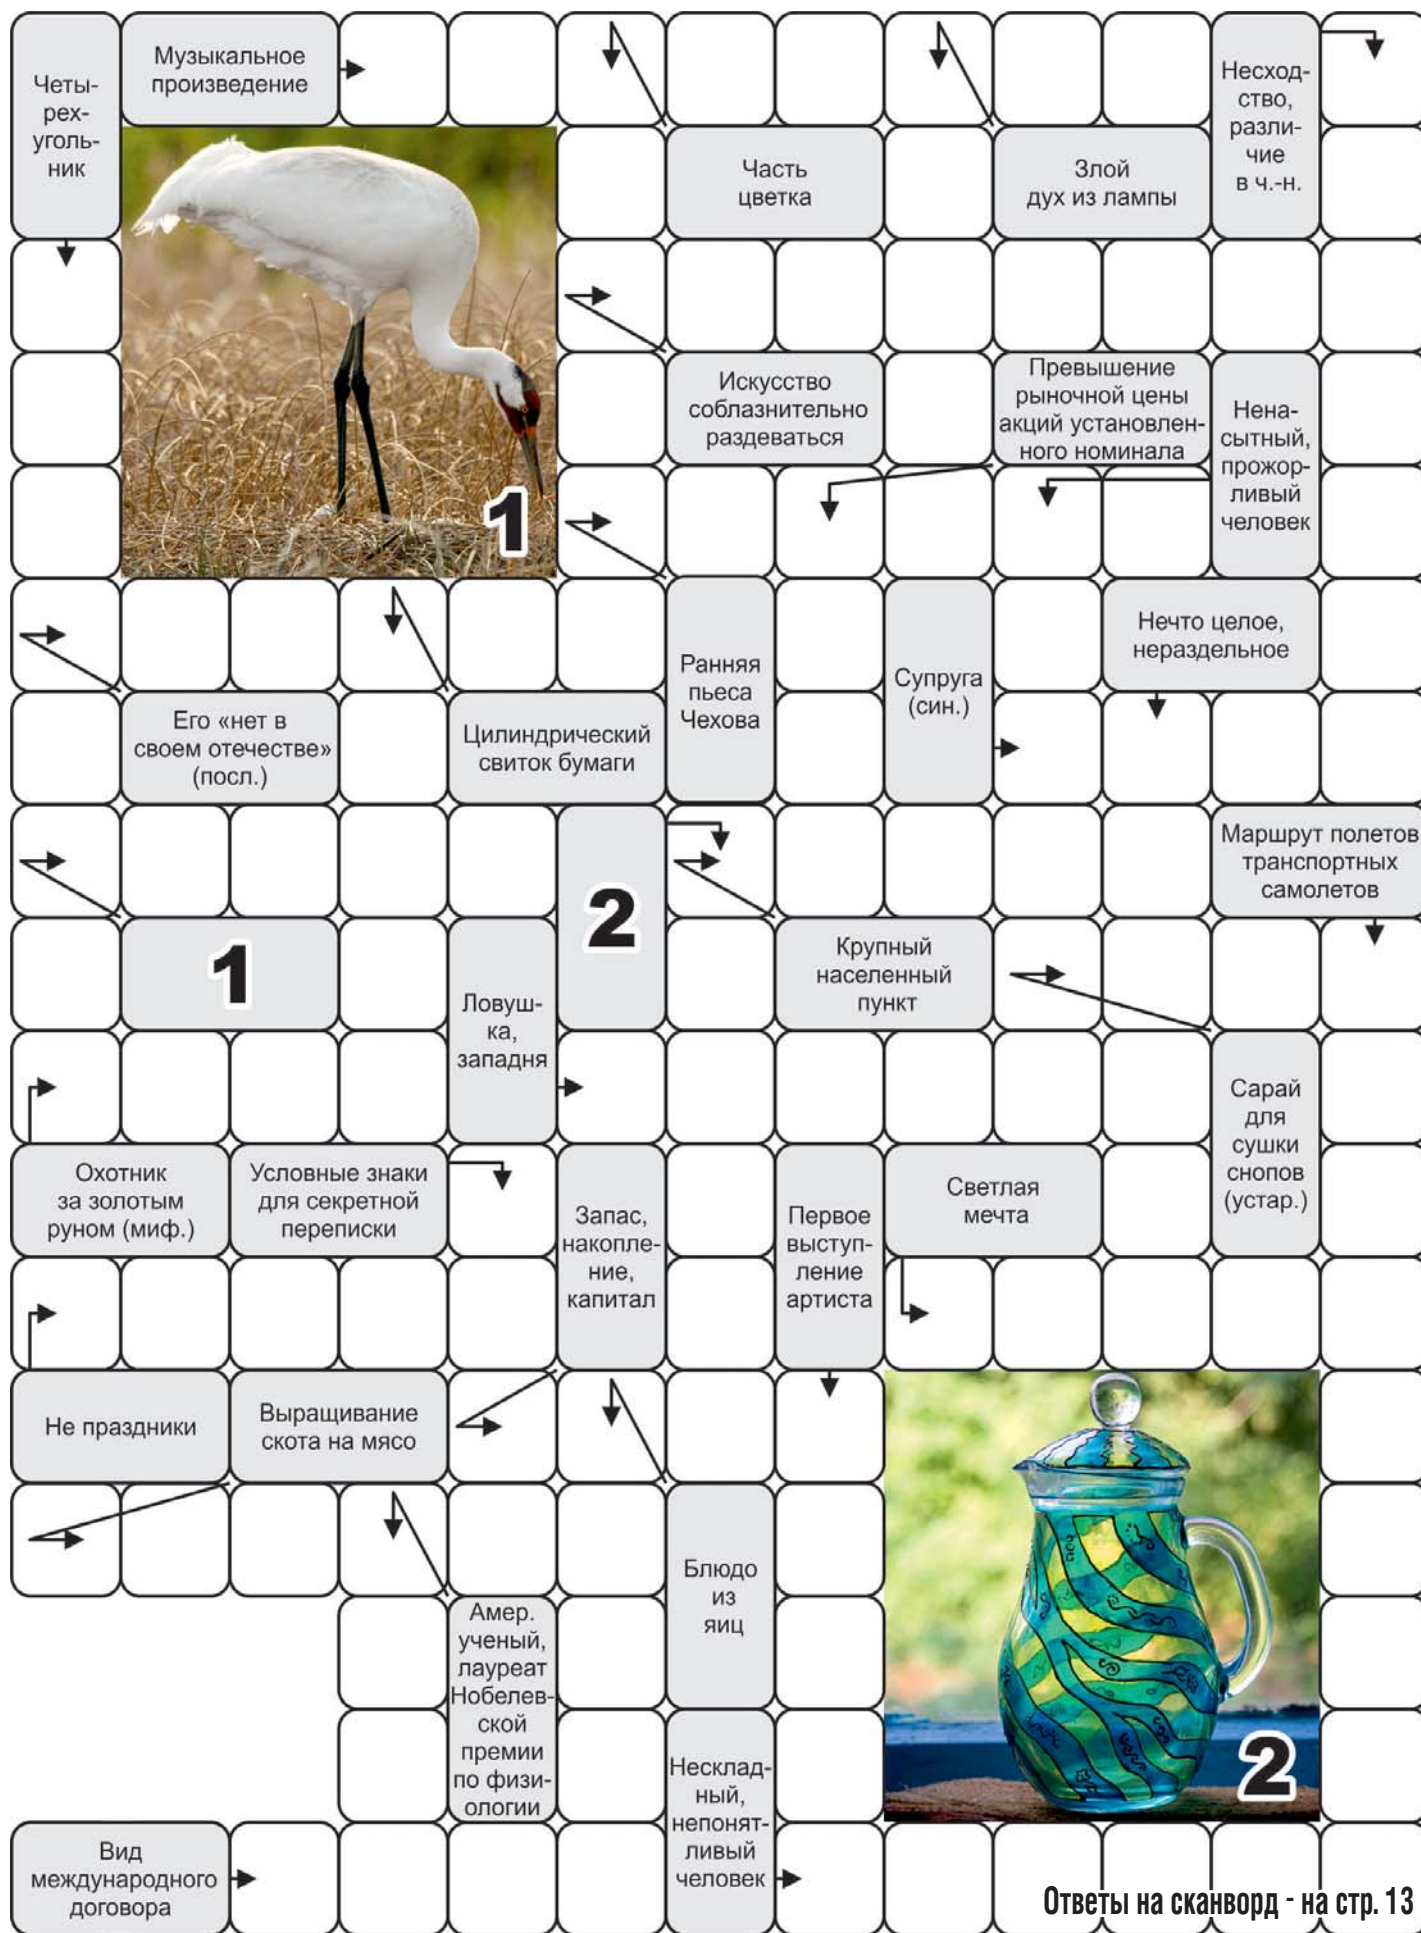 Четы-
рех-
уголь-
ник
Музыкальное
произведение
Несход-
ство,
разли-
чие
в ч.-н.
Часть
цветка
Злой
дух из лампы
1
Искусство
соблазнительно
раздеваться
Превышение
рыночной цены
акций установлен-
ного номинала
Нена-
сытный,
прожор-
ливый
человек
Ранняя
пьеса
Чехова
Супруга
(син.)
Нечто целое,
нераздельное
Его «нет в
своем отечестве»
(посл.)
Цилиндрический
свиток бумаги
2
Маршрут полетов
транспортных
самолетов
1
Ловуш-
ка,
западня
Крупный
населенный
пункт
Сарай
для
сушки
снопов
(устар.)
Охотник
за золотым
руном (миф.)
Условные знаки
для секретной
переписки
Запас,
накопле-
ние,
капитал
Первое
выступ-
ление
артиста
Светлая
мечта
Не праздники
Выращивание
скота на мясо
Блюдо
из
яиц
Амер.
ученый,
лауреат
Нобелев-
ской
премии
по физи-
ологии
2
Несклад-
ный,
непонят-
ливый
человек
Вид
международного
договора
Ответы на сканворд - на стр. 13